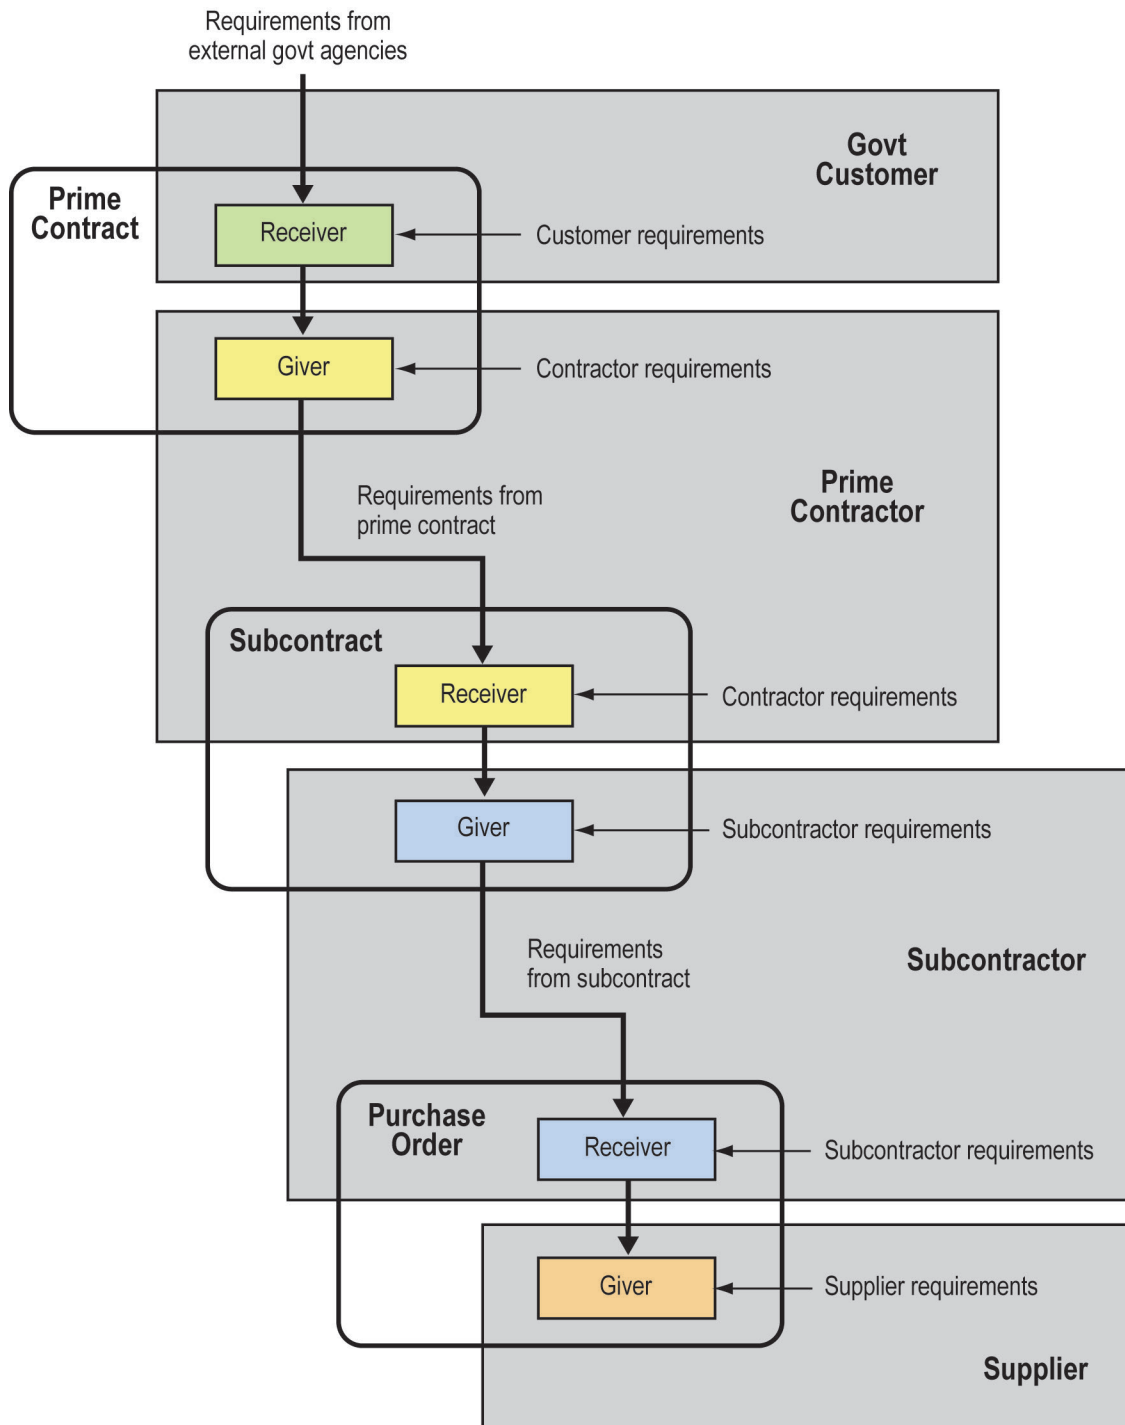 Requirements from
external govt agencies
Govt
Customer
Prime
Contract
Receiver
Customer requirements
Giver
Contractor requirements
Prime
Contractor
Requirements from
prime contract
Subcontract
Receiver
Contractor requirements
Giver
Subcontractor requirements
Requirements
from subcontract
Subcontractor
Purchase
Order
Receiver
Subcontractor requirements
Giver
Supplier requirements
Supplier